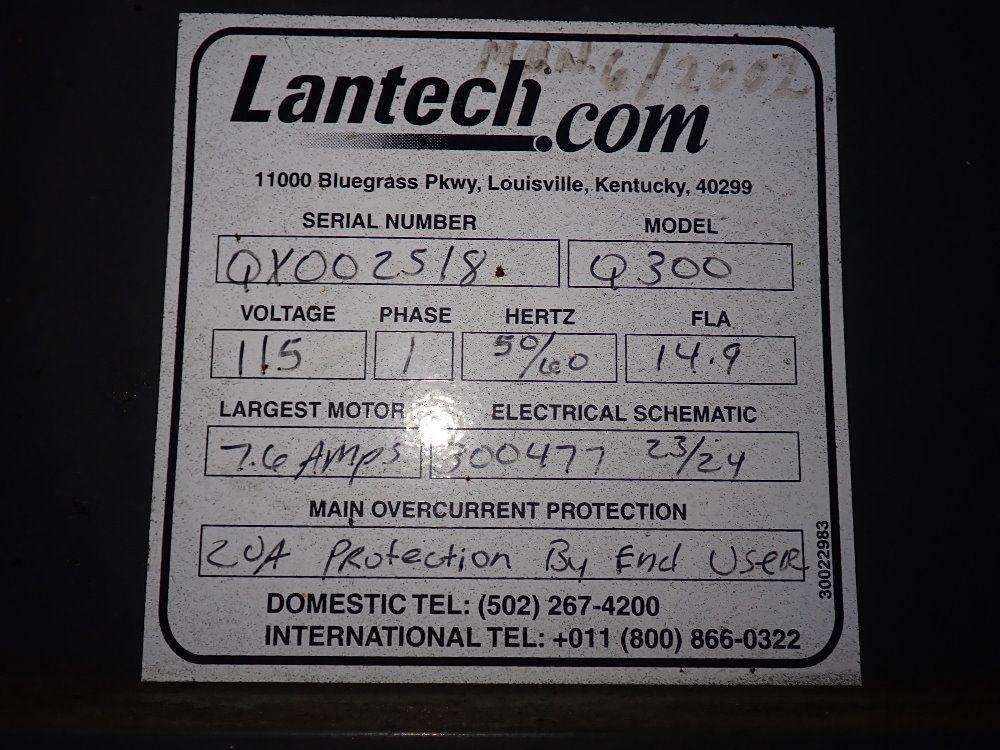 MAN. 6/2002
Lantech.com
11000 Bluegrass Pkwy, Louisville, Kentucky, 40299
SERIAL NUMBER MODEL
QX002518 Q300
VOLTAGE PHASE HERTZ FLA
115 1 50/60 14.9
LARGEST MOTOR ELECTRICAL SCHEMATIC
7.6 AMPS 300477 23/24
MAIN OVERCURRENT PROTECTION
20A Protection By End User
30022983
DOMESTIC TEL: (502) 267-4200
INTERNATIONAL TEL: +011 (800) 866-0322